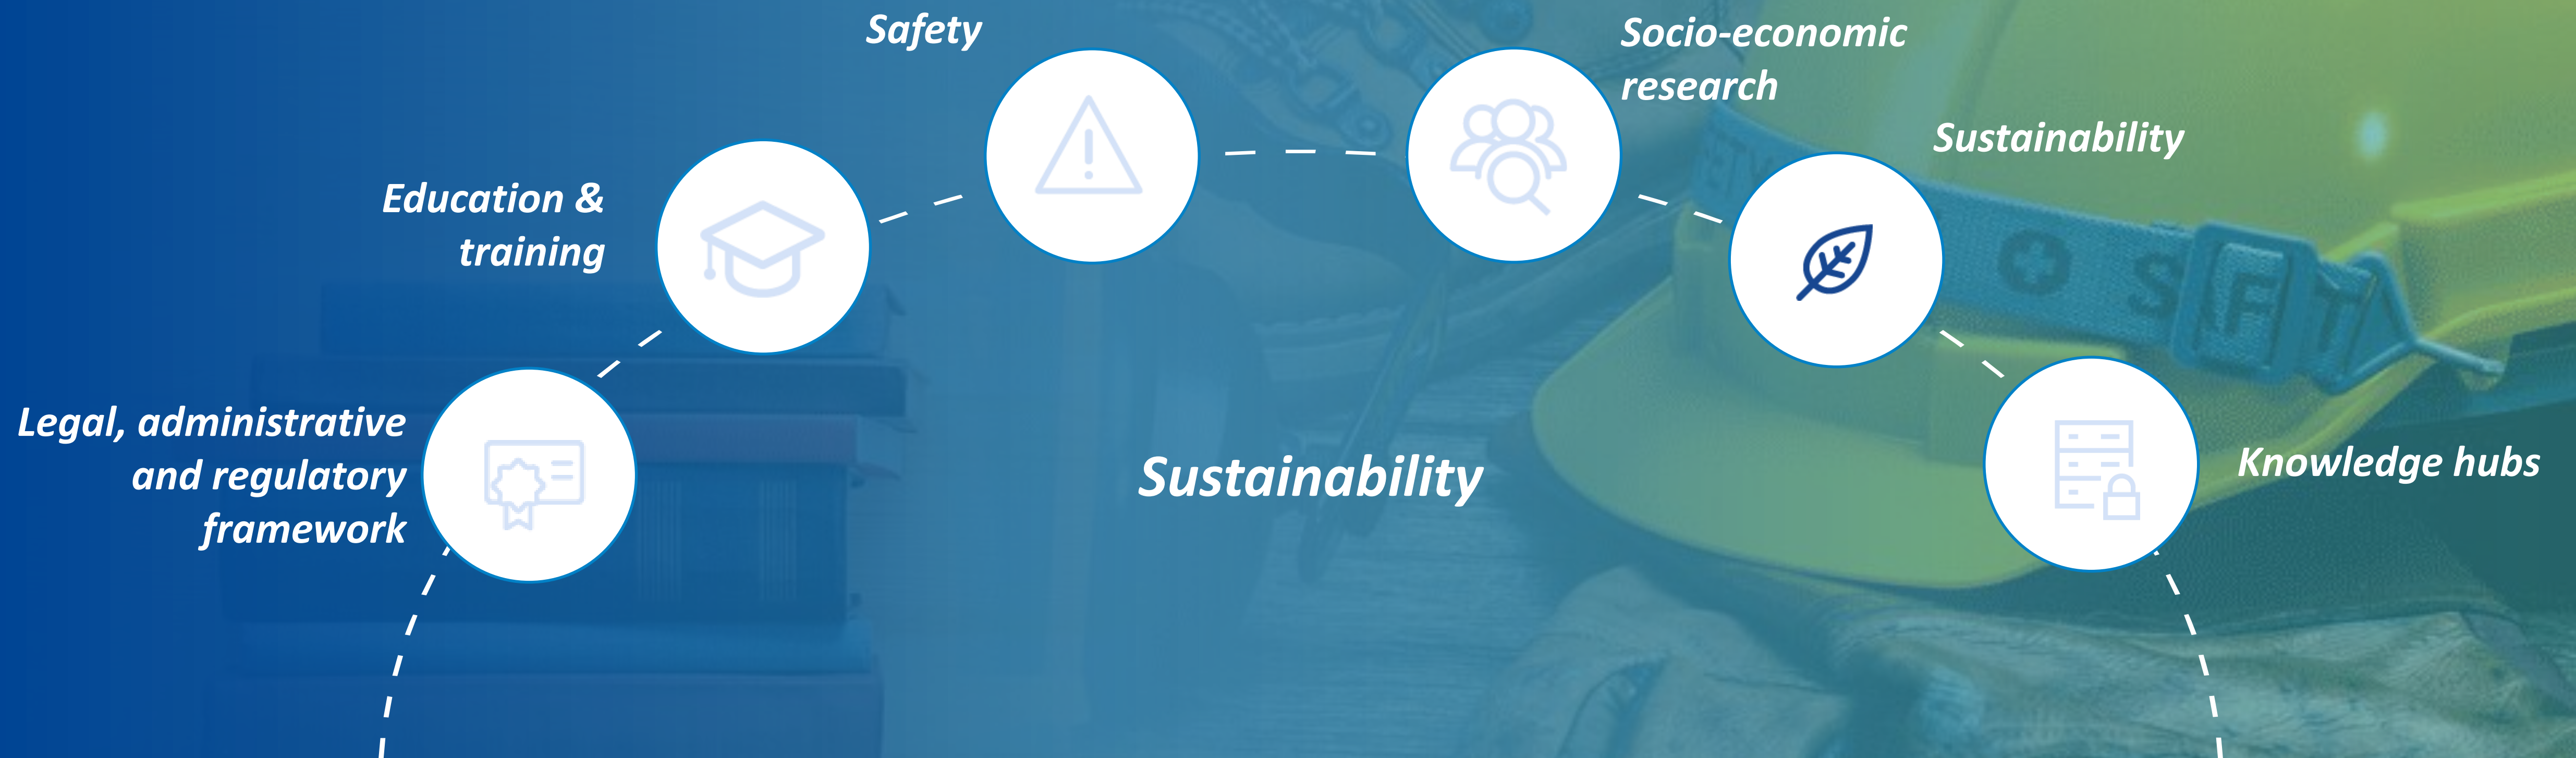 Safety
Socio-economic
research
Sustainability
Education &
training
Legal, administrative
and regulatory
framework
Sustainability
Knowledge hubs